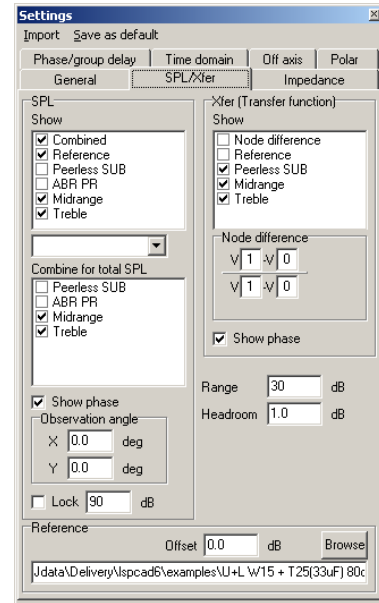 Settings
Import Save as default
Phase/group delay Time domain Off axis Polar
General SPL/Xfer Impedance
SPL
Show
Combined
Reference
Peerless SUB
ABR PR
Midrange
Treble
Combine for total SPL
Peerless SUB
ABR PR
Midrange
Treble
Show phase
Observation angle
X 0.0 deg
Y 0.0 deg
Lock 90 dB
Xfer (Transfer function)
Show
Node difference
Reference
Peerless SUB
Midrange
Treble
Node difference
V 1 -V 0
V 1 -V 0
Show phase
Range 30 dB
Headroom 1.0 dB
Reference
Offset 0.0 dB Browse
Jdata\Delivery\lspcad6\examples\U+L W15 + T25(33uF) 80c